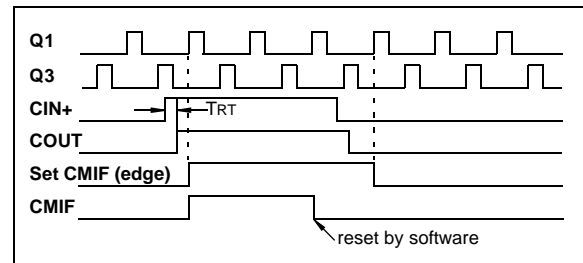 Q1
Q3
CIN+
TRT
COUT
Set CMIF (edge)
CMIF
reset by software